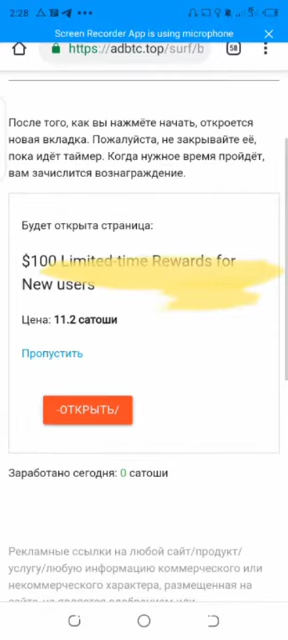 2:28
Screen Recorder App is using microphone
https://adbtc.top/surf/b
58
После того, как вы нажмёте начать, откроется
новая вкладка. Пожалуйста, не закрывайте её,
пока идёт таймер. Когда нужное время пройдёт,
вам зачислится вознаграждение.
Будет открыта страница:
$100 Limited-time Rewards for
New users
Цена: 11.2 сатоши
Пропустить
-ОТКРЫТЬ/
Заработано сегодня: 0 сатоши
Рекламные ссылки на любой сайт/продукт/
услугу/любую информацию коммерческого или
некоммерческого характера, размещенная на